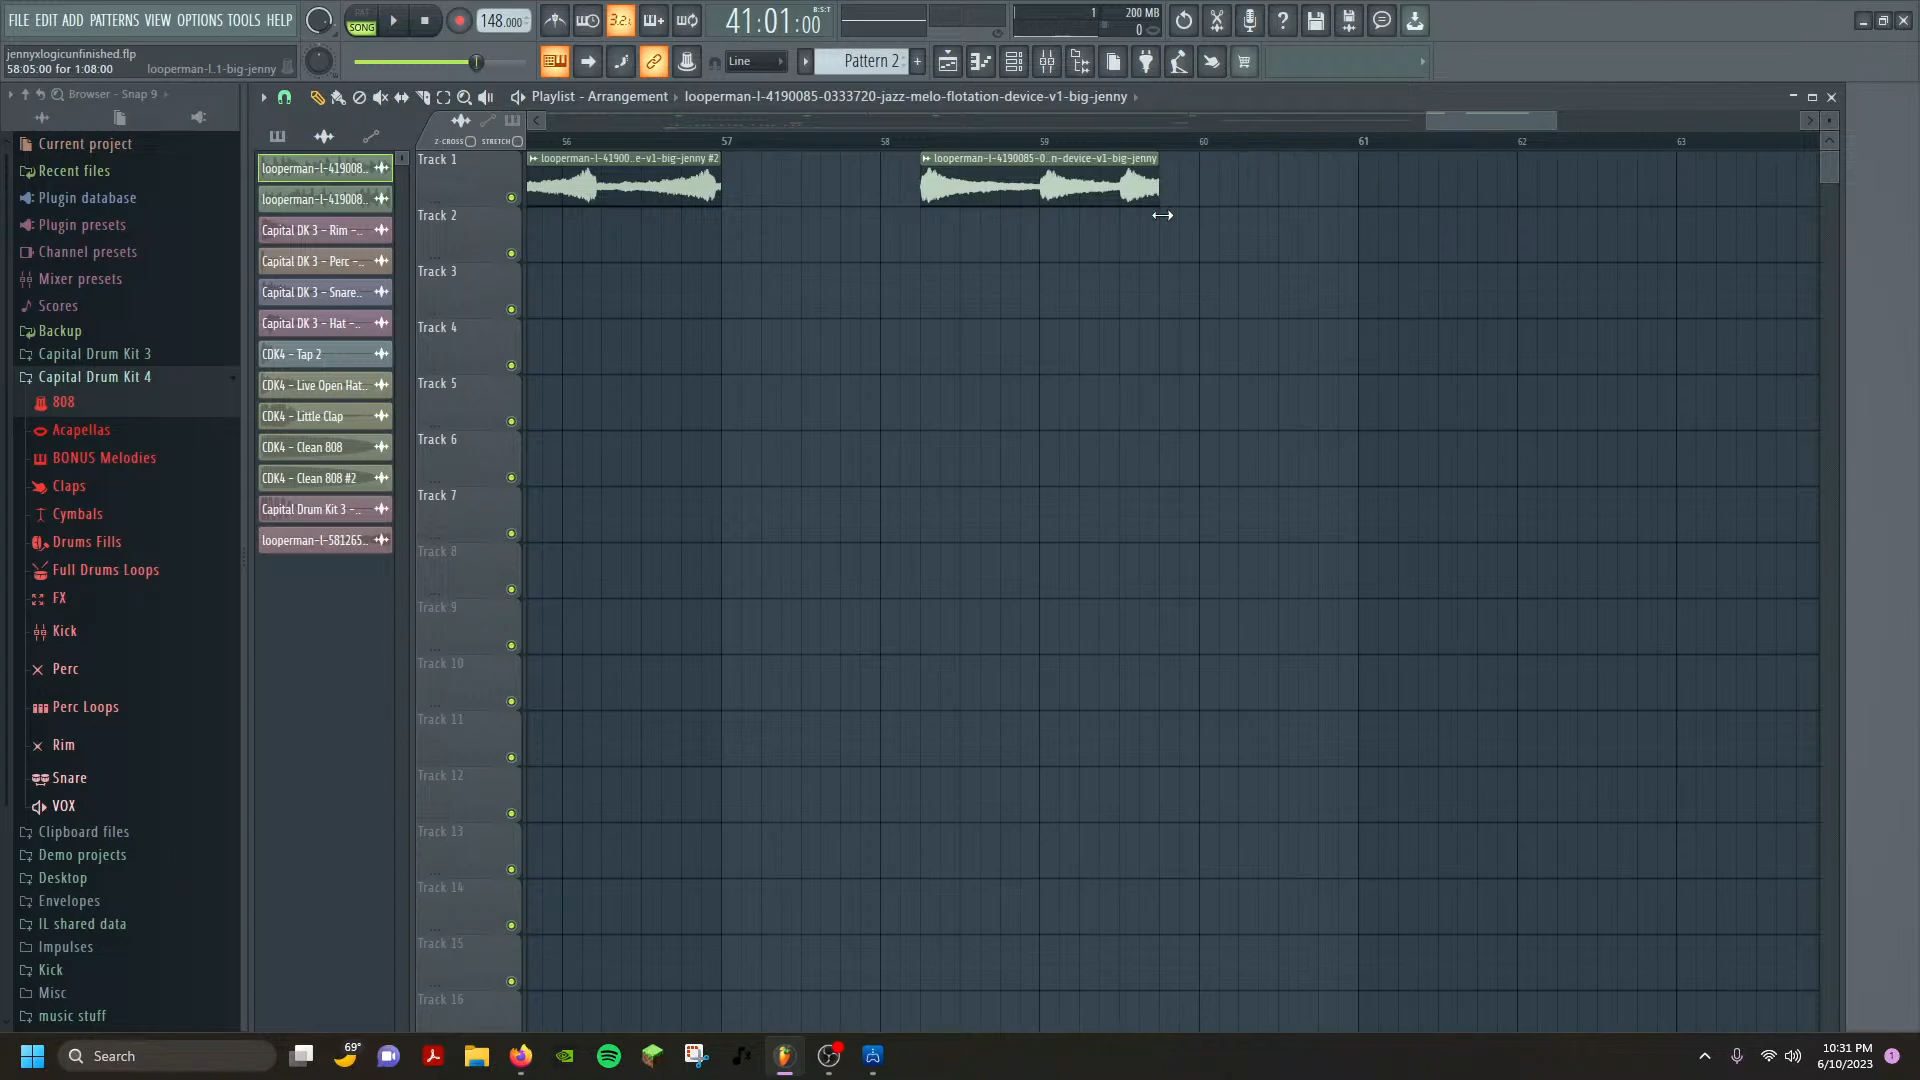 FILE EDIT ADD PATTERNS VIEW OPTIONS TOOLS HELP
PAT
SONG
148.000
3.2.
41:01:00
B:S:T
1
200 MB
0
jennyxlogicunfinished.flp
58:05:00 for 1:08:00
looperman-l..1-big-jenny
Line
Pattern 2
Browser - Snap 9
Playlist - Arrangement
looperman-l-4190085-0333720-jazz-melo-flotation-device-v1-big-jenny
Z-CROSS
STRETCH
56
57
58
59
60
61
62
63
Current project
Recent files
Plugin database
Plugin presets
Channel presets
Mixer presets
Scores
Backup
Capital Drum Kit 3
Capital Drum Kit 4
808
Acapellas
BONUS Melodies
Claps
Cymbals
Drums Fills
Full Drums Loops
FX
Kick
Perc
Perc Loops
Rim
Snare
VOX
Clipboard files
Demo projects
Desktop
Envelopes
IL shared data
Impulses
Kick
Misc
music stuff
looperman-l-419008..
looperman-l-419008..
Capital DK 3 - Rim -..
Capital DK 3 - Perc -..
Capital DK 3 - Snare..
Capital DK 3 - Hat -..
CDK4 - Tap 2
CDK4 - Live Open Hat..
CDK4 - Little Clap
CDK4 - Clean 808
CDK4 - Clean 808 #2
Capital Drum Kit 3 -..
looperman-l-581265..
Track 1
looperman-l-41900..e-v1-big-jenny #2
looperman-l-4190085-0..n-device-v1-big-jenny
Track 2
Track 3
Track 4
Track 5
Track 6
Track 7
Track 8
Track 9
Track 10
Track 11
Track 12
Track 13
Track 14
Track 15
Track 16
Search
69°
10:31 PM
6/10/2023
1